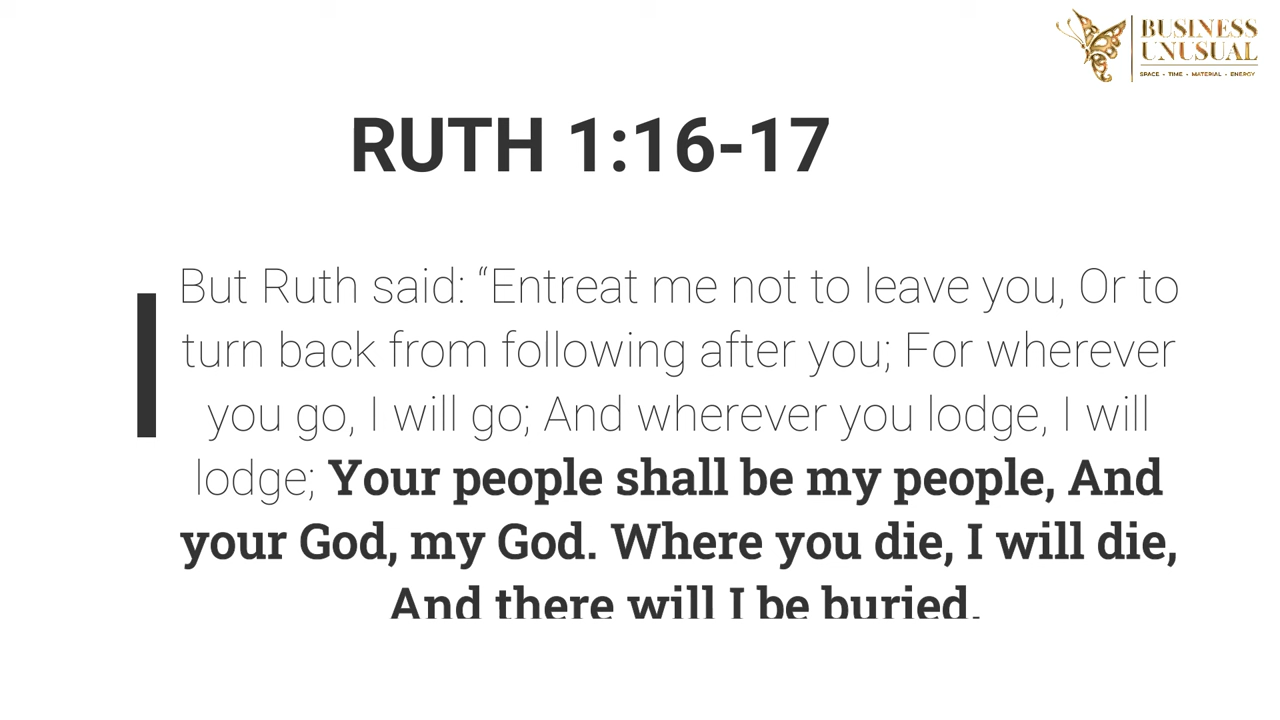 BUSINESS
UNUSUAL
SPACE • TIME • MATERIAL • ENERGY
RUTH 1:16-17
But Ruth said: “Entreat me not to leave you, Or to
turn back from following after you; For wherever
you go, I will go; And wherever you lodge, I will
lodge; Your people shall be my people, And
your God, my God. Where you die, I will die,
And there will I be buried.